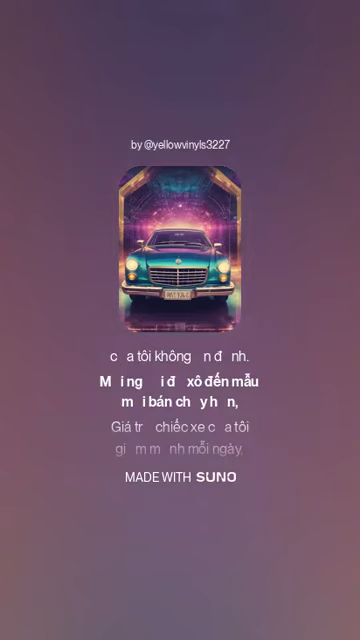 by @yellowvinyls3227
c a tôi không n đ nh.
M i ng i đ xô đến mẫu
m i bán ch y h n,
Giá tr chiếc xe c a tôi
gi m m nh mỗi ngày,
MADE WITH SUNO